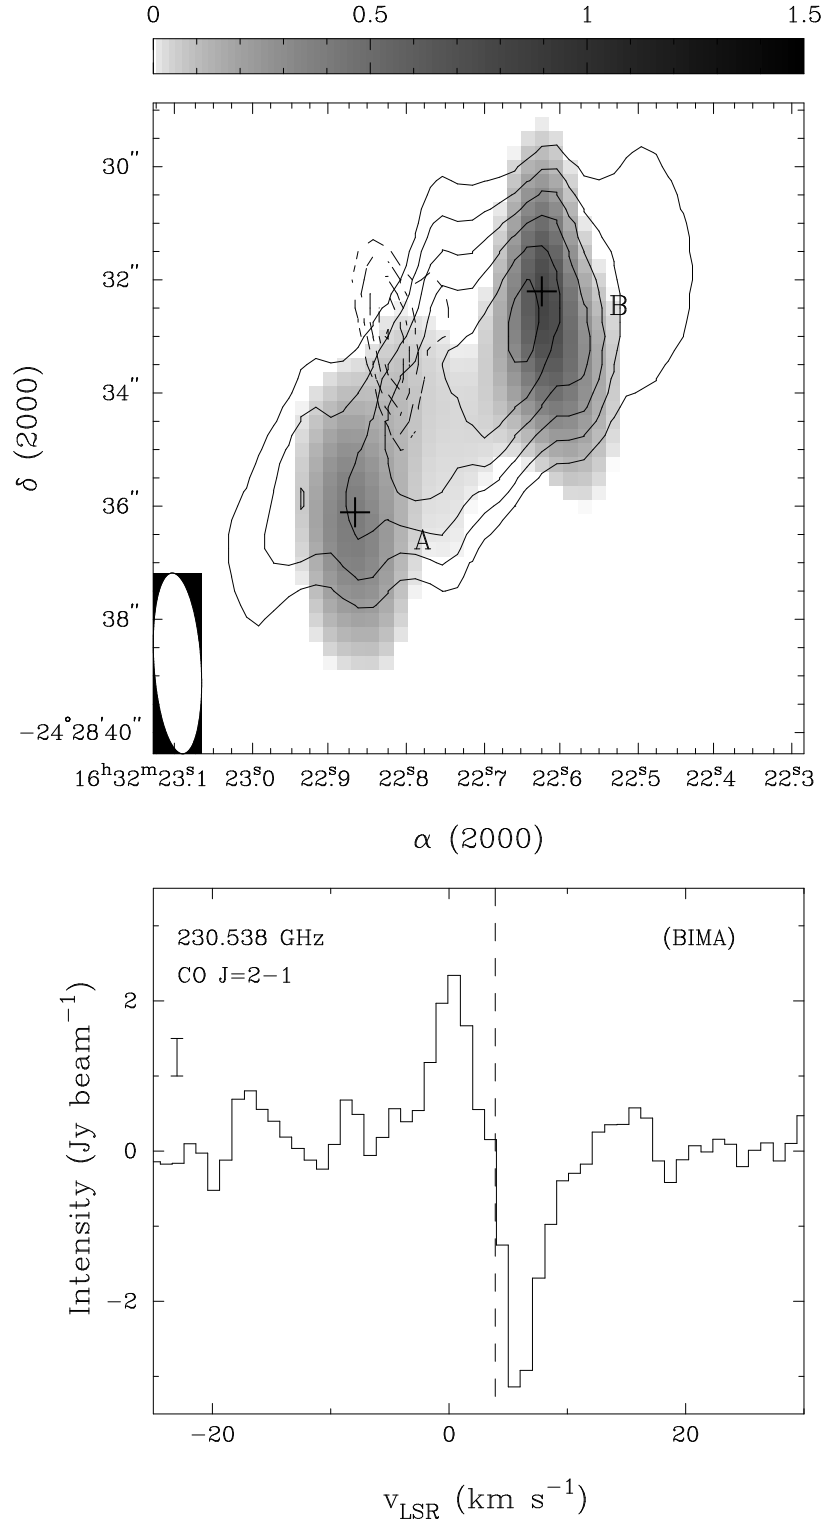 0 0.5 1 1.5
30″
32″
34″
36″
38″
−24°28′40″
δ (2000)
B
A
16ʰ32ᵐ23ˢ.1 23ˢ.0 22ˢ.9 22ˢ.8 22ˢ.7 22ˢ.6 22ˢ.5 22ˢ.4 22ˢ.3
α (2000)
230.538 GHz (BIMA)
CO J=2−1
2
0
−2
Intensity (Jy beam⁻¹)
−20 0 20
v_LSR (km s⁻¹)